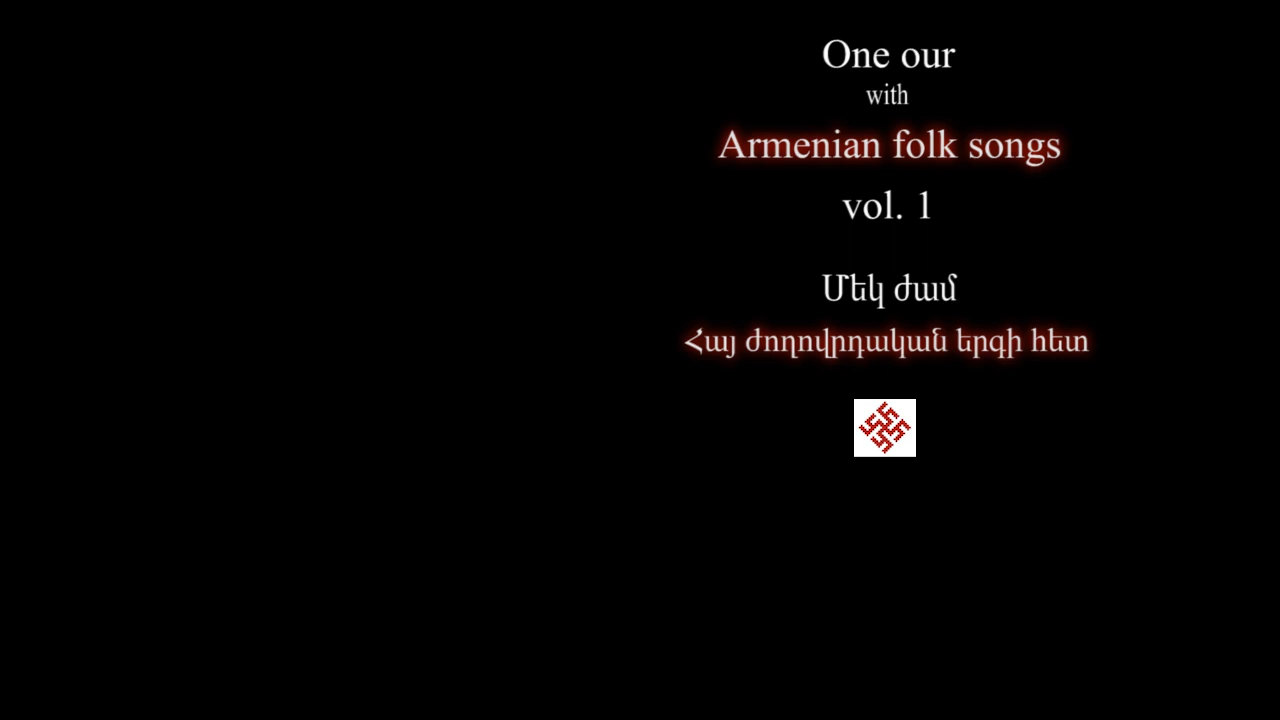 One our
with
Armenian folk songs
vol. 1
Մեկ ժամ
Հայ ժողովրդական երգի հետ